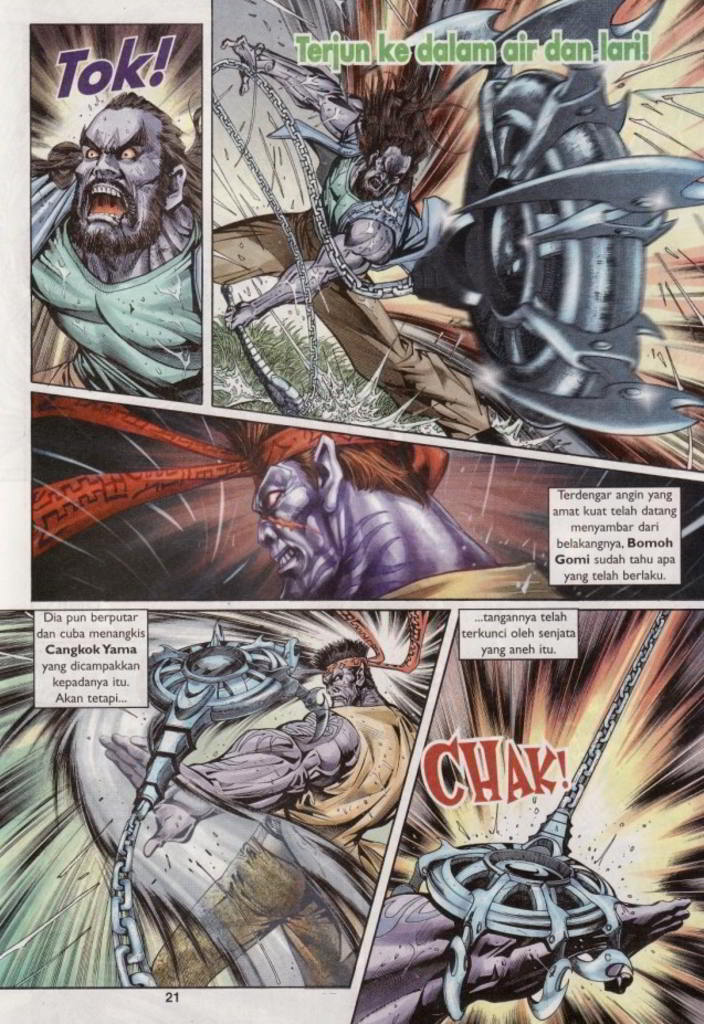 Tok!
Terjun ke dalam air dan lari!
Terdengar angin yang
amat kuat telah datang
menyambar dari
belakangnya, Bomoh
Gomi sudah tahu apa
yang telah berlaku.
Dia pun berputar
dan cuba menangkis
Cangkok Yama
yang dicampakkan
kepadanya itu.
Akan tetapi...
...tangannya telah
terkunci oleh senjata
yang aneh itu.
CHAK!
21